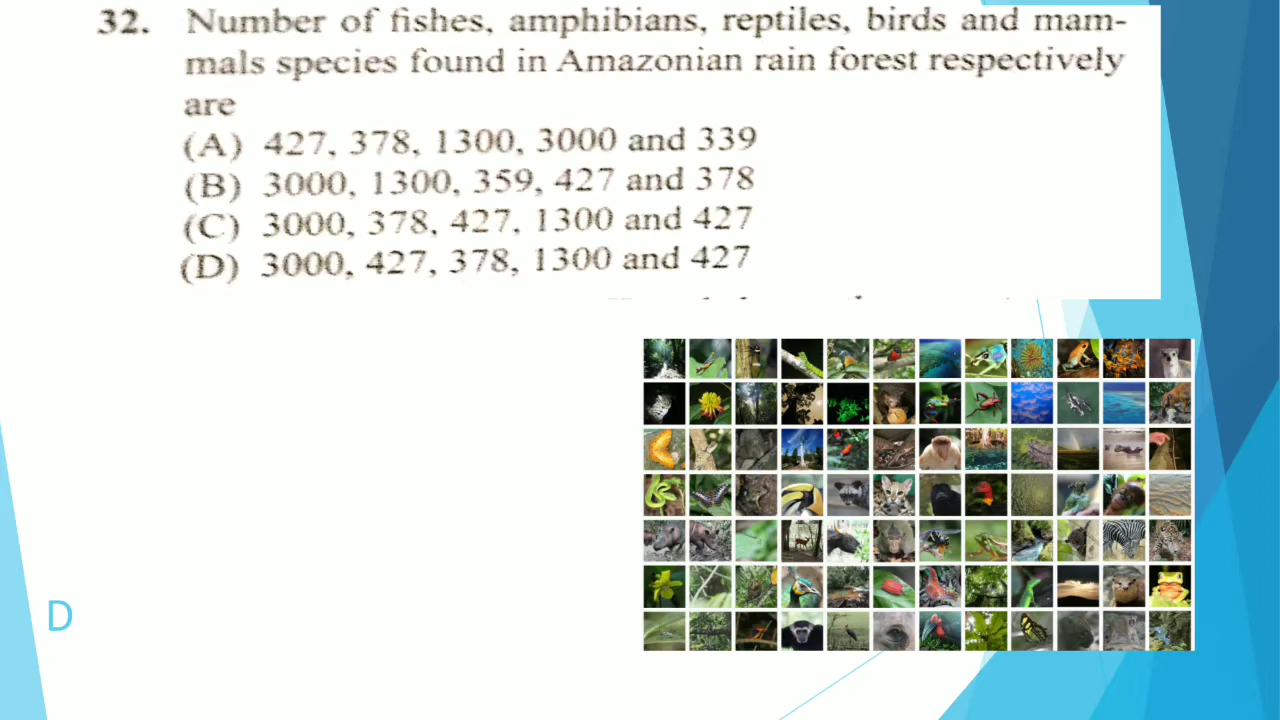 32. Number of fishes, amphibians, reptiles, birds and mam-
mals species found in Amazonian rain forest respectively
are
(A) 427, 378, 1300, 3000 and 339
(B) 3000, 1300, 359, 427 and 378
(C) 3000, 378, 427, 1300 and 427
(D) 3000, 427, 378, 1300 and 427
D